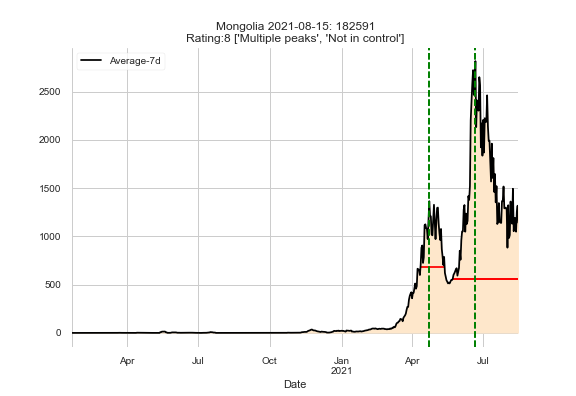 Mongolia 2021-08-15: 182591
Rating:8 ['Multiple peaks', 'Not in control']
Average-7d
2500
2000
1500
1000
500
0
Apr Jul Oct Jan Apr Jul
2021
Date